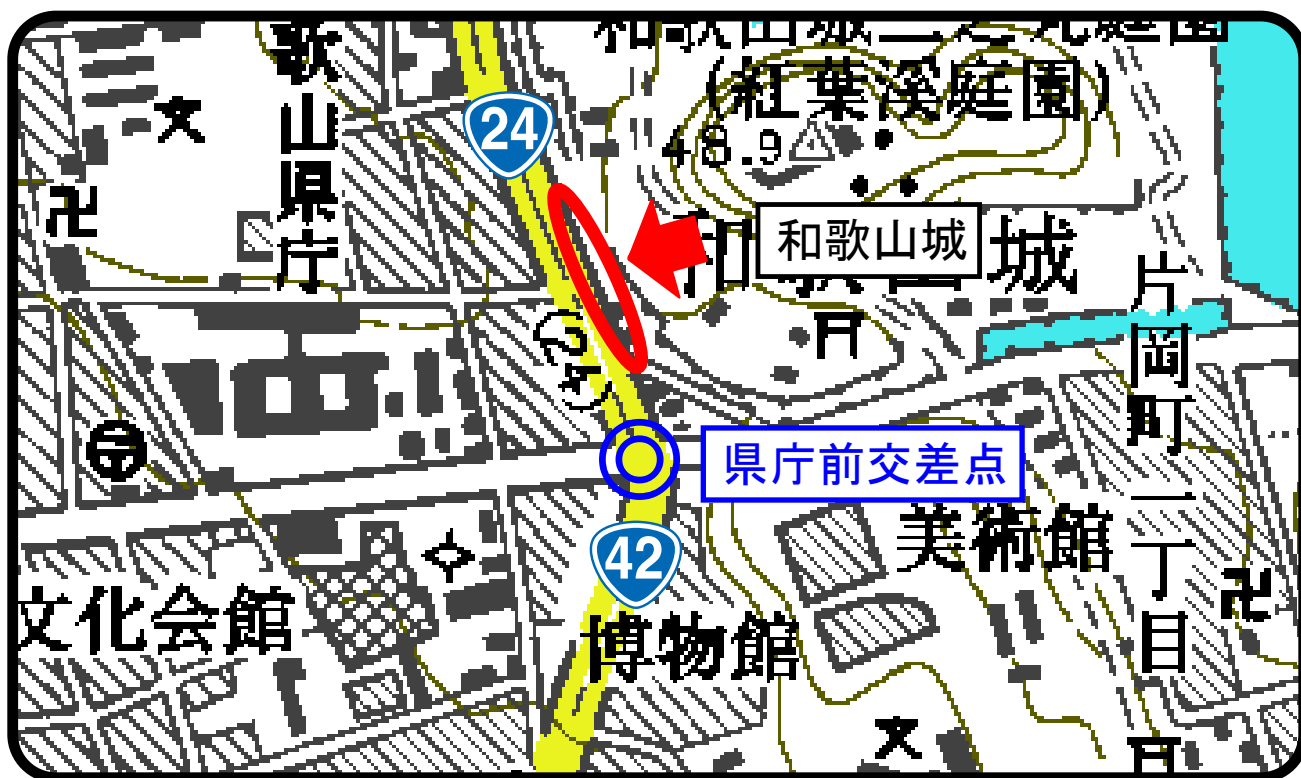 歌山県庁
24
(紅葉渓庭園)
48.9
和歌山城
城
片岡町一丁目
県庁前交差点
42
美術館
文化会館
博物館